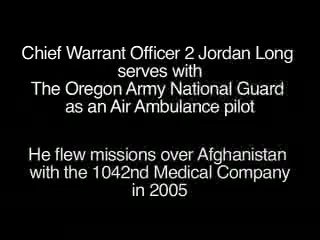 Chief Warrant Officer 2 Jordan Long
serves with
The Oregon Army National Guard
as an Air Ambulance pilot
He flew missions over Afghanistan
with the 1042nd Medical Company
in 2005